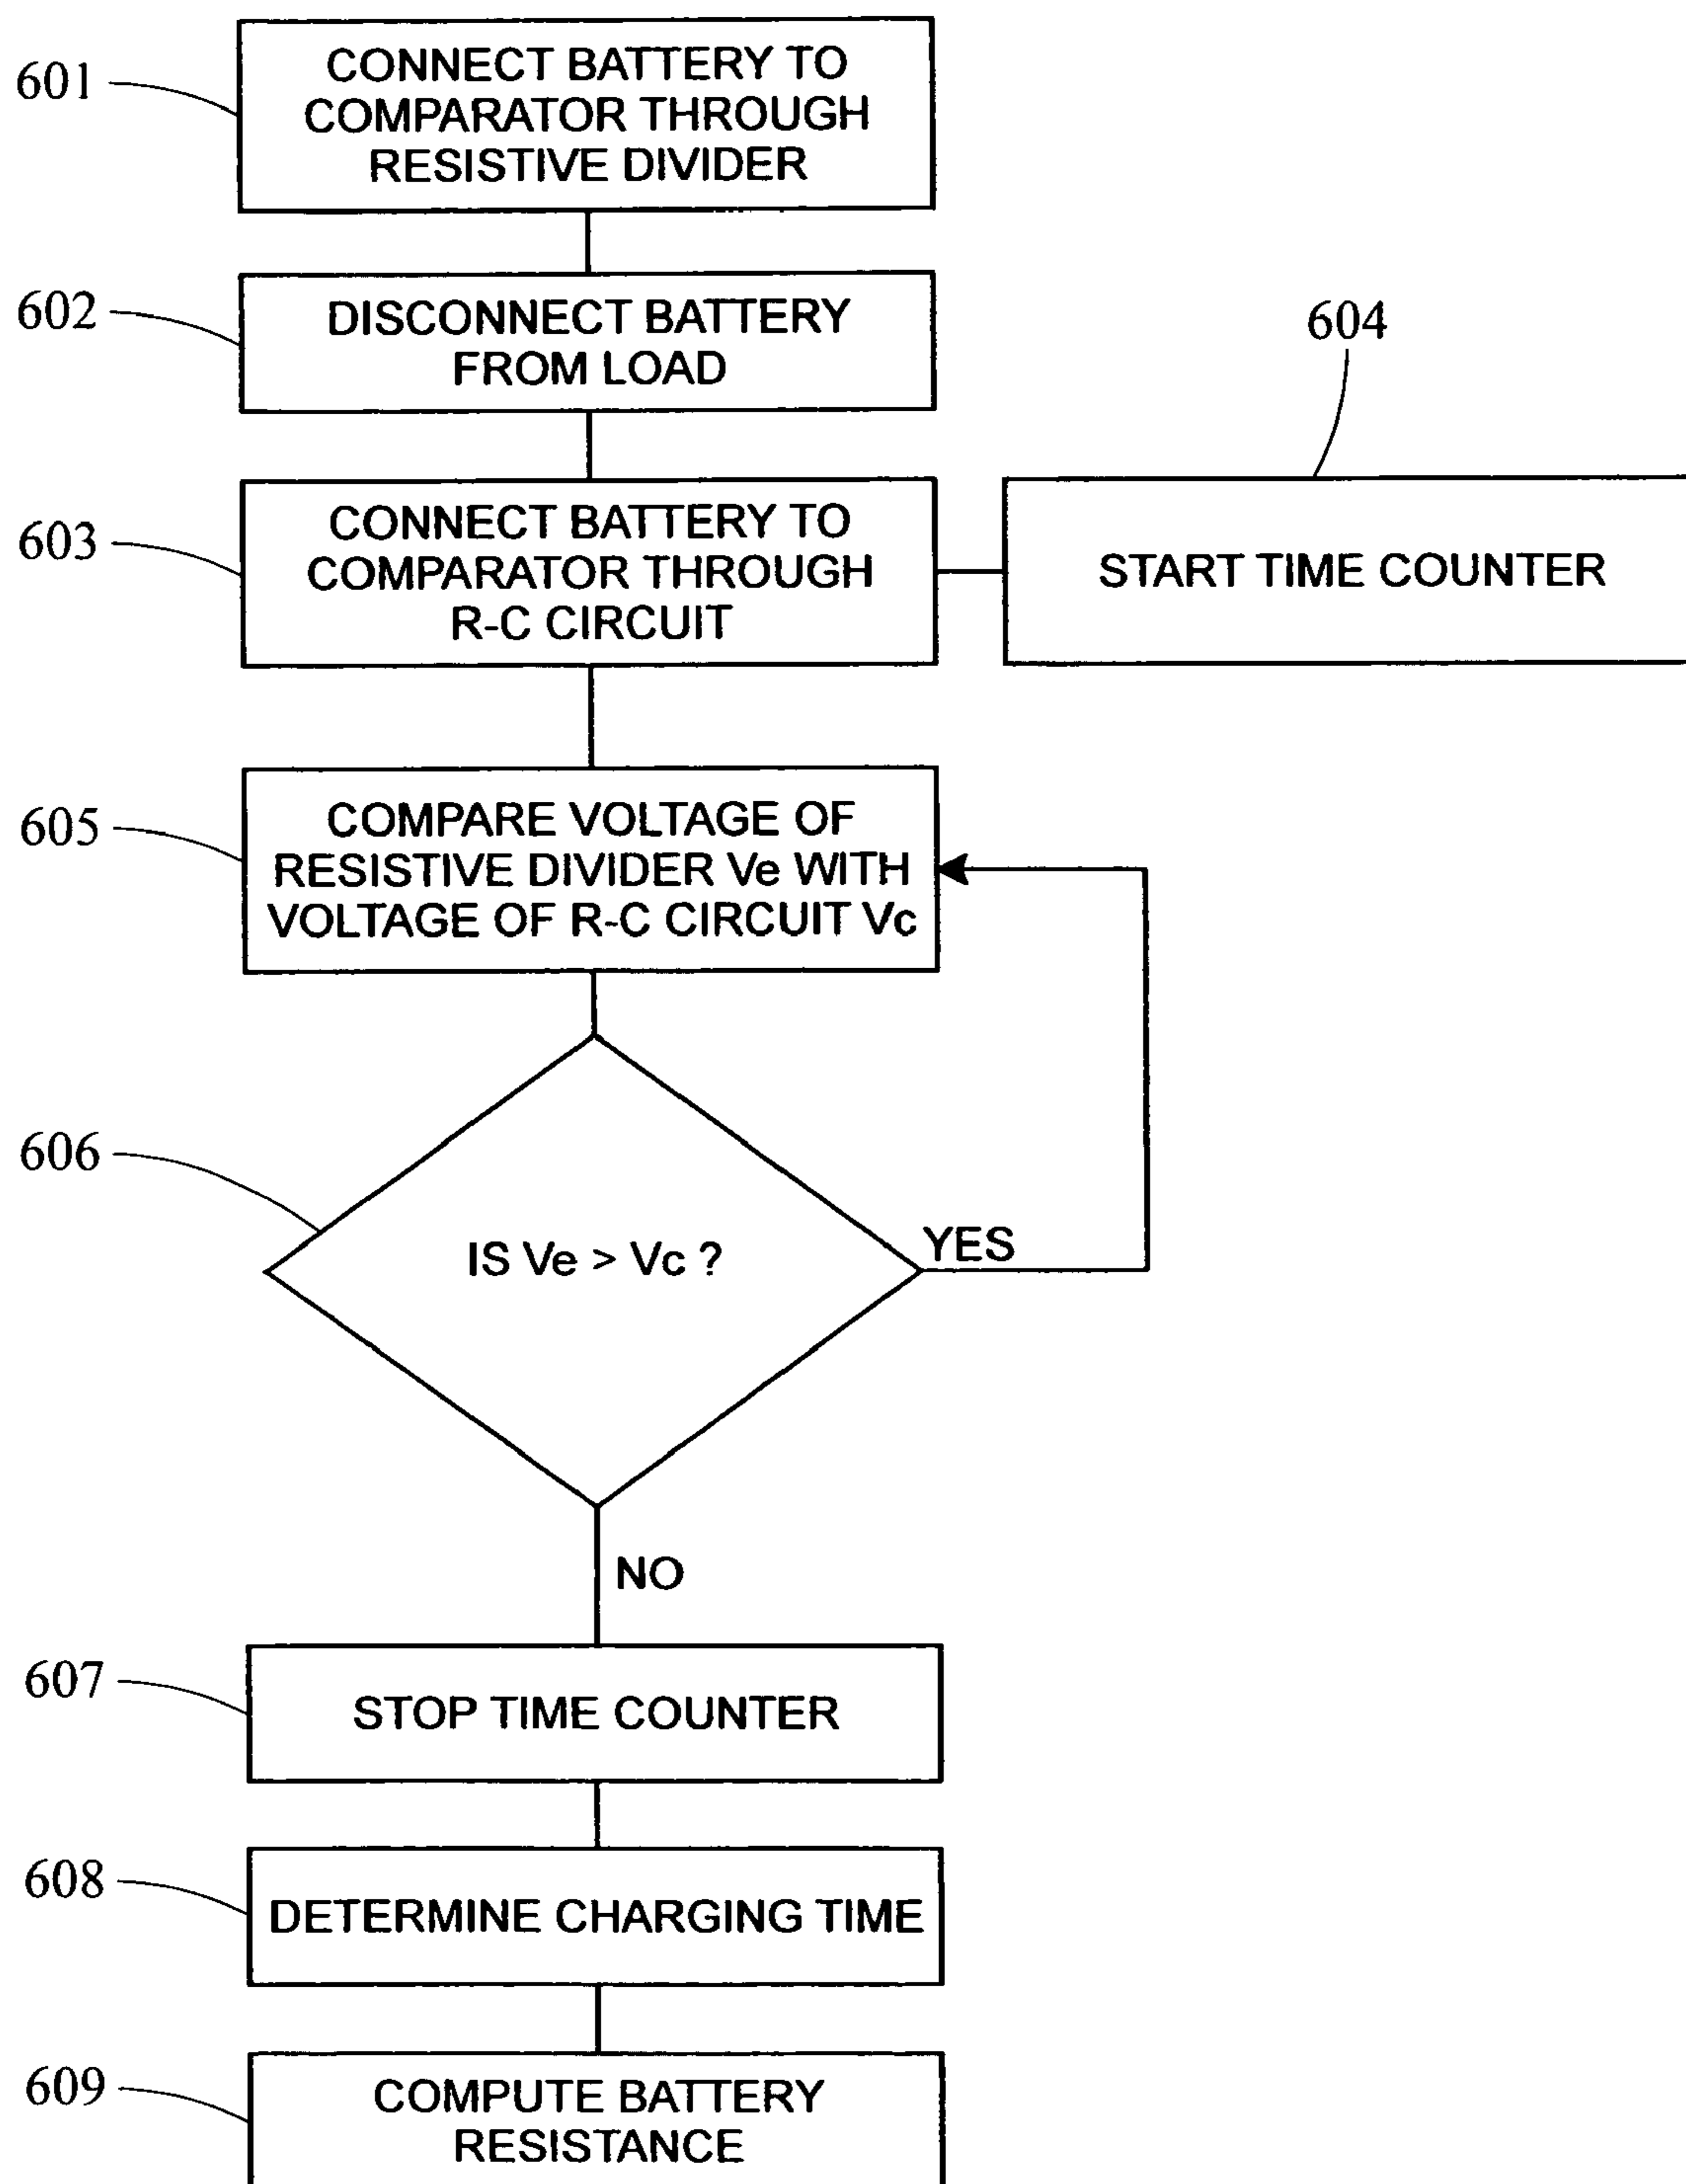 601
CONNECT BATTERY TO
COMPARATOR THROUGH
RESISTIVE DIVIDER
602
DISCONNECT BATTERY
FROM LOAD
604
603
CONNECT BATTERY TO
COMPARATOR THROUGH
R-C CIRCUIT
START TIME COUNTER
605
COMPARE VOLTAGE OF
RESISTIVE DIVIDER Ve WITH
VOLTAGE OF R-C CIRCUIT Vc
606
IS Ve > Vc ?
YES
NO
607
STOP TIME COUNTER
608
DETERMINE CHARGING TIME
609
COMPUTE BATTERY
RESISTANCE